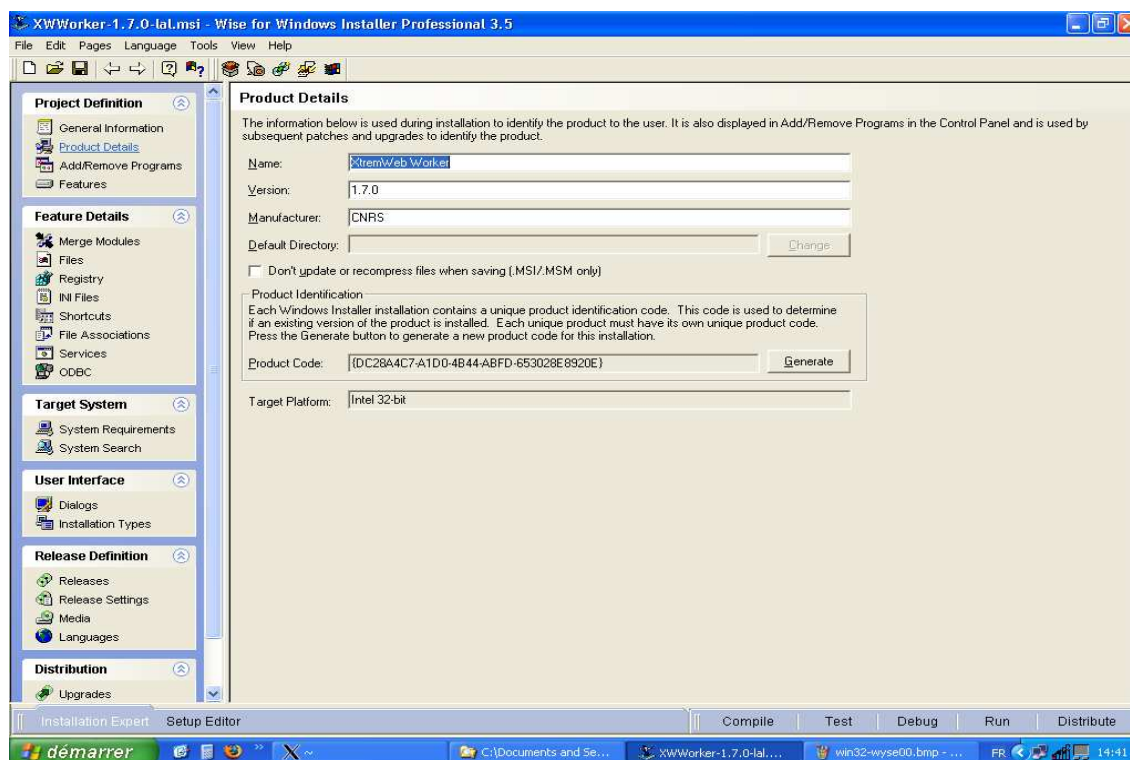 XWWorker-1.7.0-lal.msi - Wise for Windows Installer Professional 3.5
File Edit Pages Language Tools View Help
Project Definition
General Information
Product Details
Add/Remove Programs
Features
Feature Details
Merge Modules
Files
Registry
INI Files
Shortcuts
File Associations
Services
ODBC
Target System
System Requirements
System Search
User Interface
Dialogs
Installation Types
Release Definition
Releases
Release Settings
Media
Languages
Distribution
Upgrades
Product Details
The information below is used during installation to identify the product to the user. It is also displayed in Add/Remove Programs in the Control Panel and is used by
subsequent patches and upgrades to identify the product.
Name: XtremWeb Worker
Version: 1.7.0
Manufacturer: CNRS
Default Directory: Change
Don't update or recompress files when saving (.MSI/.MSM only)
Product Identification
Each Windows Installer installation contains a unique product identification code. This code is used to determine
if an existing version of the product is installed. Each unique product must have its own unique product code.
Press the Generate button to generate a new product code for this installation.
Product Code: {DC28A4C7-A1D0-4B44-ABFD-653028E8920E} Generate
Target Platform: Intel 32-bit
Installation Expert Setup Editor Compile Test Debug Run Distribute
démarrer C:\Documents and Se... XWWorker-1.7.0-lal.... win32-wyse00.bmp - ... FR 14:41